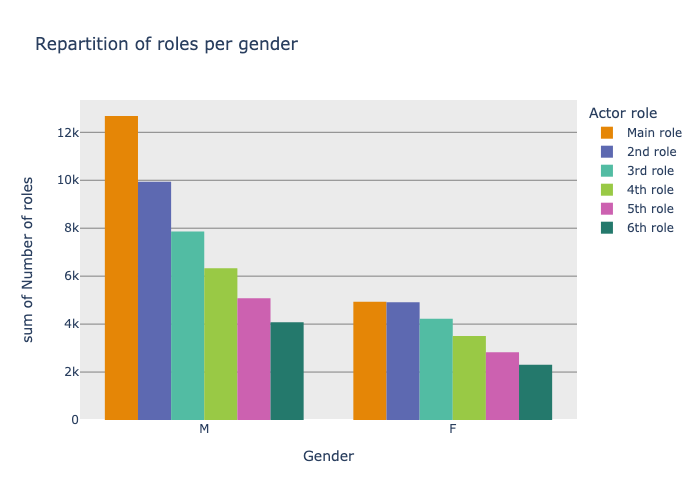 Repartition of roles per gender
Actor role
Main role
2nd role
3rd role
4th role
5th role
6th role
sum of Number of roles
12k
10k
8k
6k
4k
2k
0
M
F
Gender